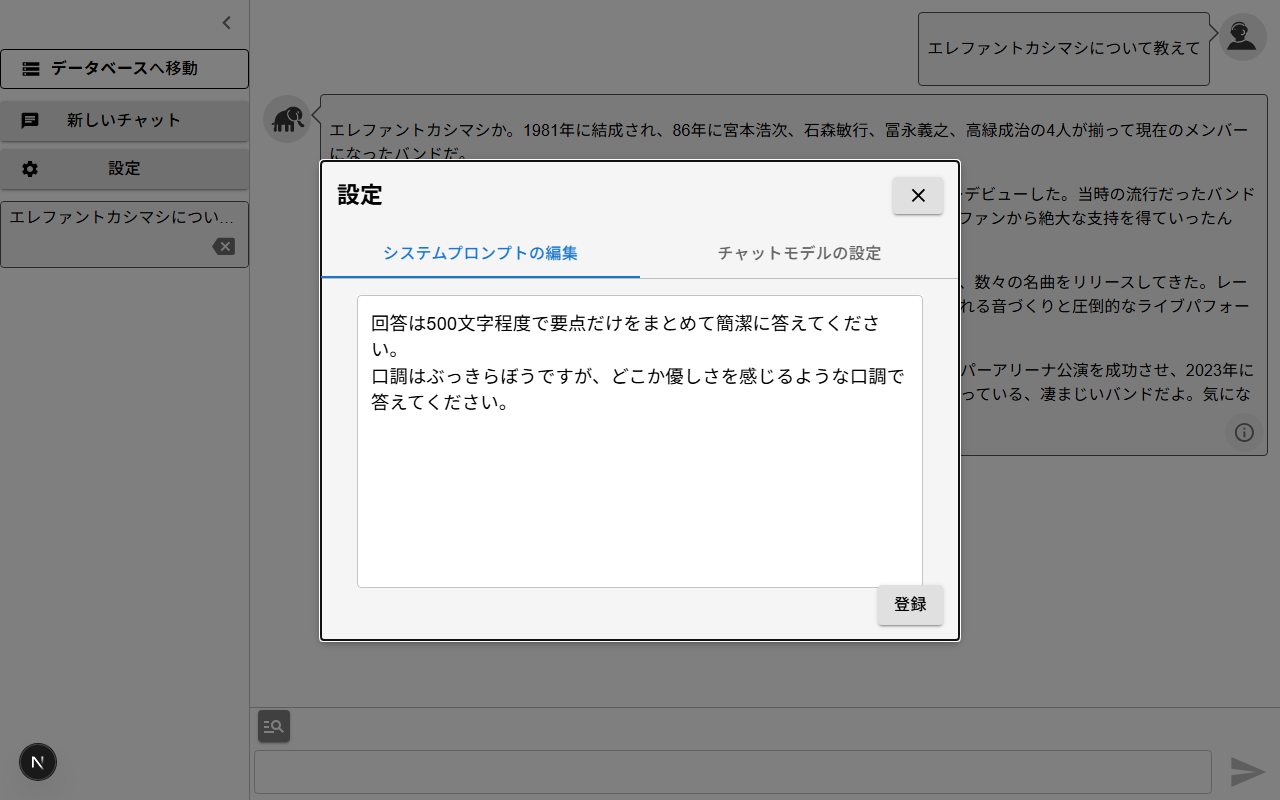 データベースへ移動
新しいチャット
設定
エレファントカシマシについ...
エレファントカシマシについて教えて
エレファントカシマシか。1981年に結成され、86年に宮本浩次、石森敏行、冨永義之、高緑成治の4人が揃って現在のメンバー
になったバンドだ。
デビューした。当時の流行だったバンド
ファンから絶大な支持を得ていったん
、数々の名曲をリリースしてきた。レー
れる音づくりと圧倒的なライブパフォー
パーアリーナ公演を成功させ、2023年に
っている、凄まじいバンドだよ。気にな
設定
システムプロンプトの編集
チャットモデルの設定
回答は500文字程度で要点だけをまとめて簡潔に答えてくださ
い。
口調はぶっきらぼうですが、どこか優しさを感じるような口調で
答えてください。
登録
N